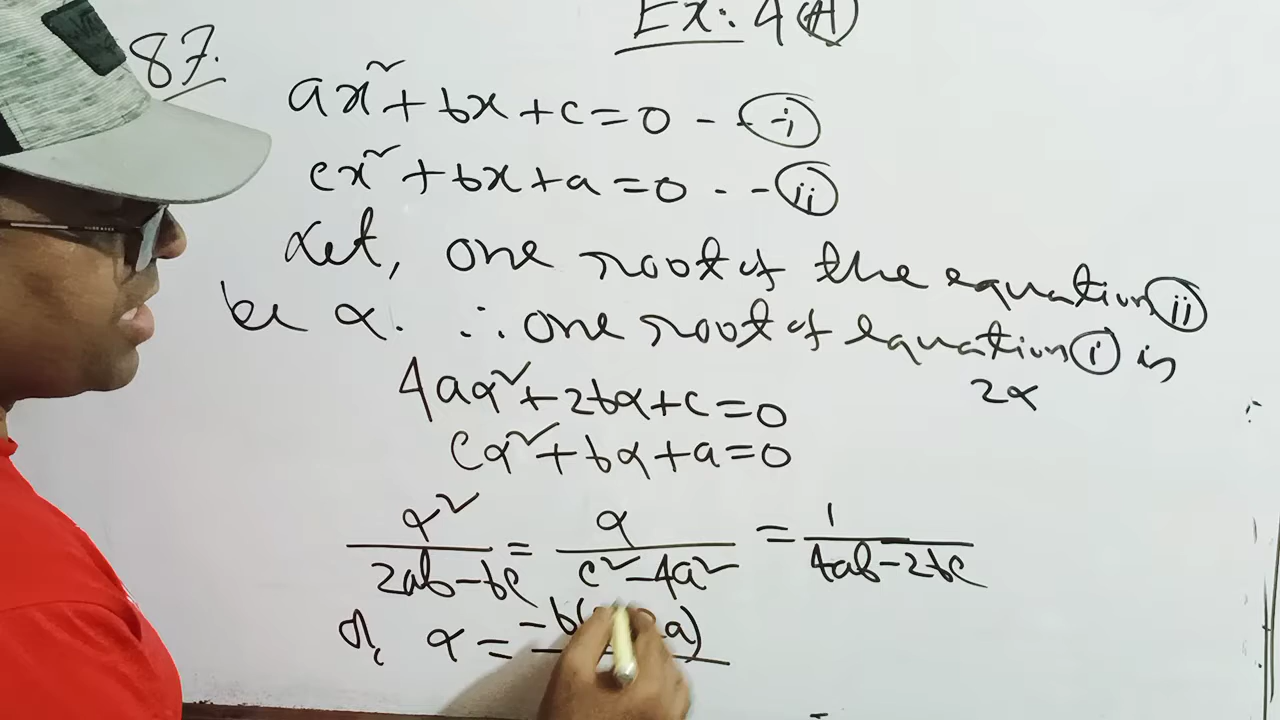 Ex: 4(A)
87.
ax²+bx+c=0 - - (i)
cx²+bx+a=0 - - (ii)
Let, one root of the equation (ii)
be α. ∴ one root of equation (i) is
2α
4aα²+2bα+c=0
cα²+bα+a=0
α²/(2ab-bc) = α/(c²-4a²) = 1/(4ab-2bc)
or, α = -b( a)